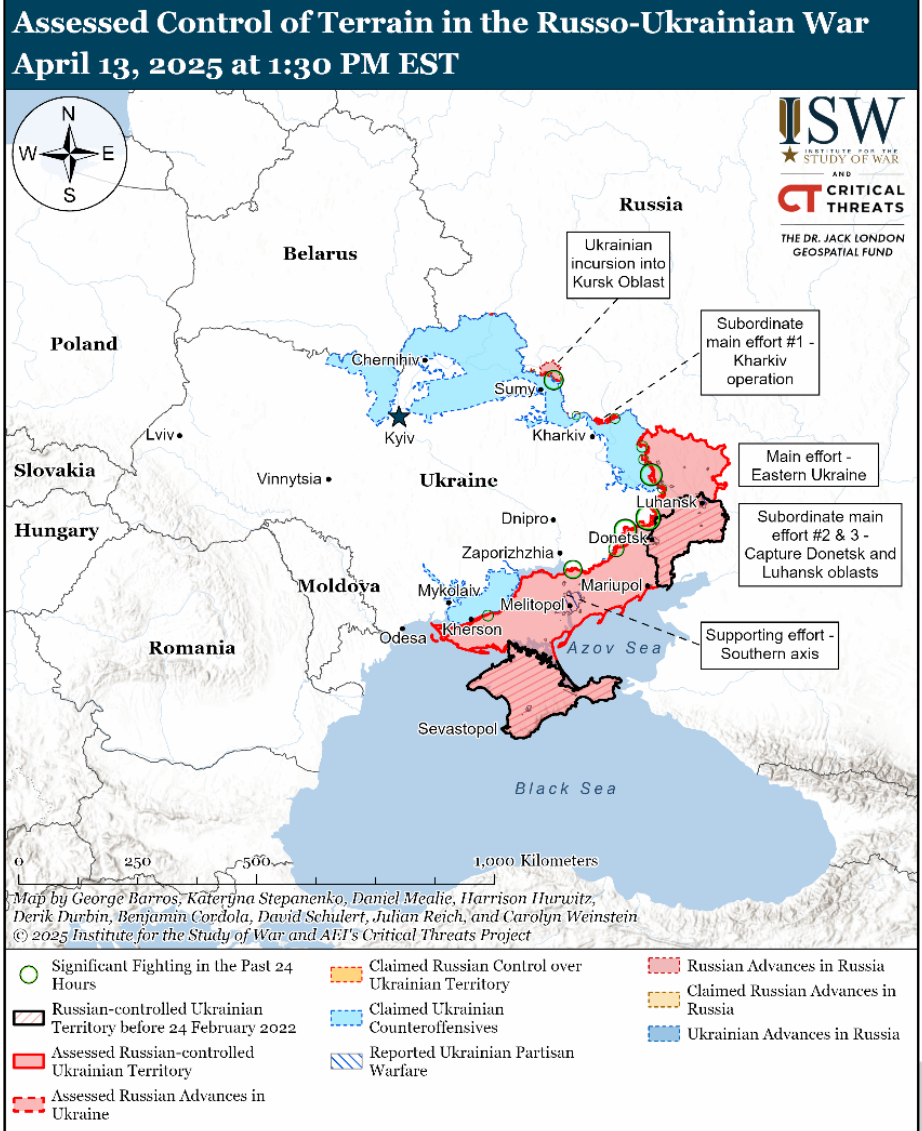 Assessed Control of Terrain in the Russo-Ukrainian War
April 13, 2025 at 1:30 PM EST
N
W
E
S
ISW
INSTITUTE FOR THE
STUDY OF WAR
AND
CT CRITICAL
THREATS
THE DR. JACK LONDON
GEOSPATIAL FUND
Russia
Ukrainian
incursion into
Kursk Oblast
Belarus
Subordinate
main effort #1 -
Kharkiv
operation
Poland
Chernihiv
Sumy
Kyiv
Lviv
Kharkiv
Slovakia
Main effort -
Eastern Ukraine
Vinnytsia
Ukraine
Luhansk
Hungary
Dnipro
Donetsk
Subordinate main
effort #2 & 3 -
Capture Donetsk and
Luhansk oblasts
Zaporizhzhia
Moldova
Mykolaiv
Mariupol
Melitopol
Kherson
Odesa
Romania
Azov Sea
Supporting effort -
Southern axis
Sevastopol
Black Sea
0
250
500
1,000 Kilometers
Map by George Barros, Kateryna Stepanenko, Daniel Mealie, Harrison Hurwitz,
Derik Durbin, Benjamin Cordola, David Schulert, Julian Reich, and Carolyn Weinstein
© 2025 Institute for the Study of War and AEI's Critical Threats Project
Significant Fighting in the Past 24
Hours
Russian-controlled Ukrainian
Territory before 24 February 2022
Assessed Russian-controlled
Ukrainian Territory
Assessed Russian Advances in
Ukraine
Claimed Russian Control over
Ukrainian Territory
Claimed Ukrainian
Counteroffensives
Reported Ukrainian Partisan
Warfare
Russian Advances in Russia
Claimed Russian Advances in
Russia
Ukrainian Advances in Russia